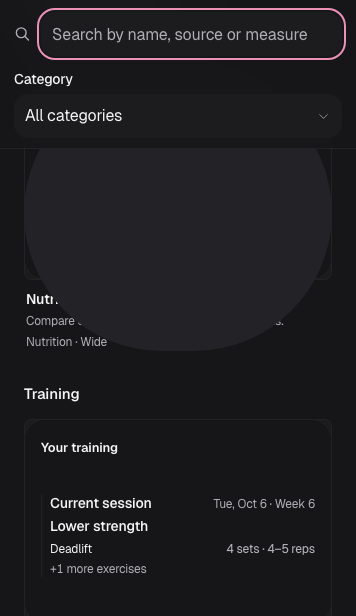 Search by name, source or measure
Category
All categories
Compare
Nutrition · Wide
Training
Your training
Current session
Tue, Oct 6 · Week 6
Lower strength
Deadlift
4 sets · 4–5 reps
+1 more exercises